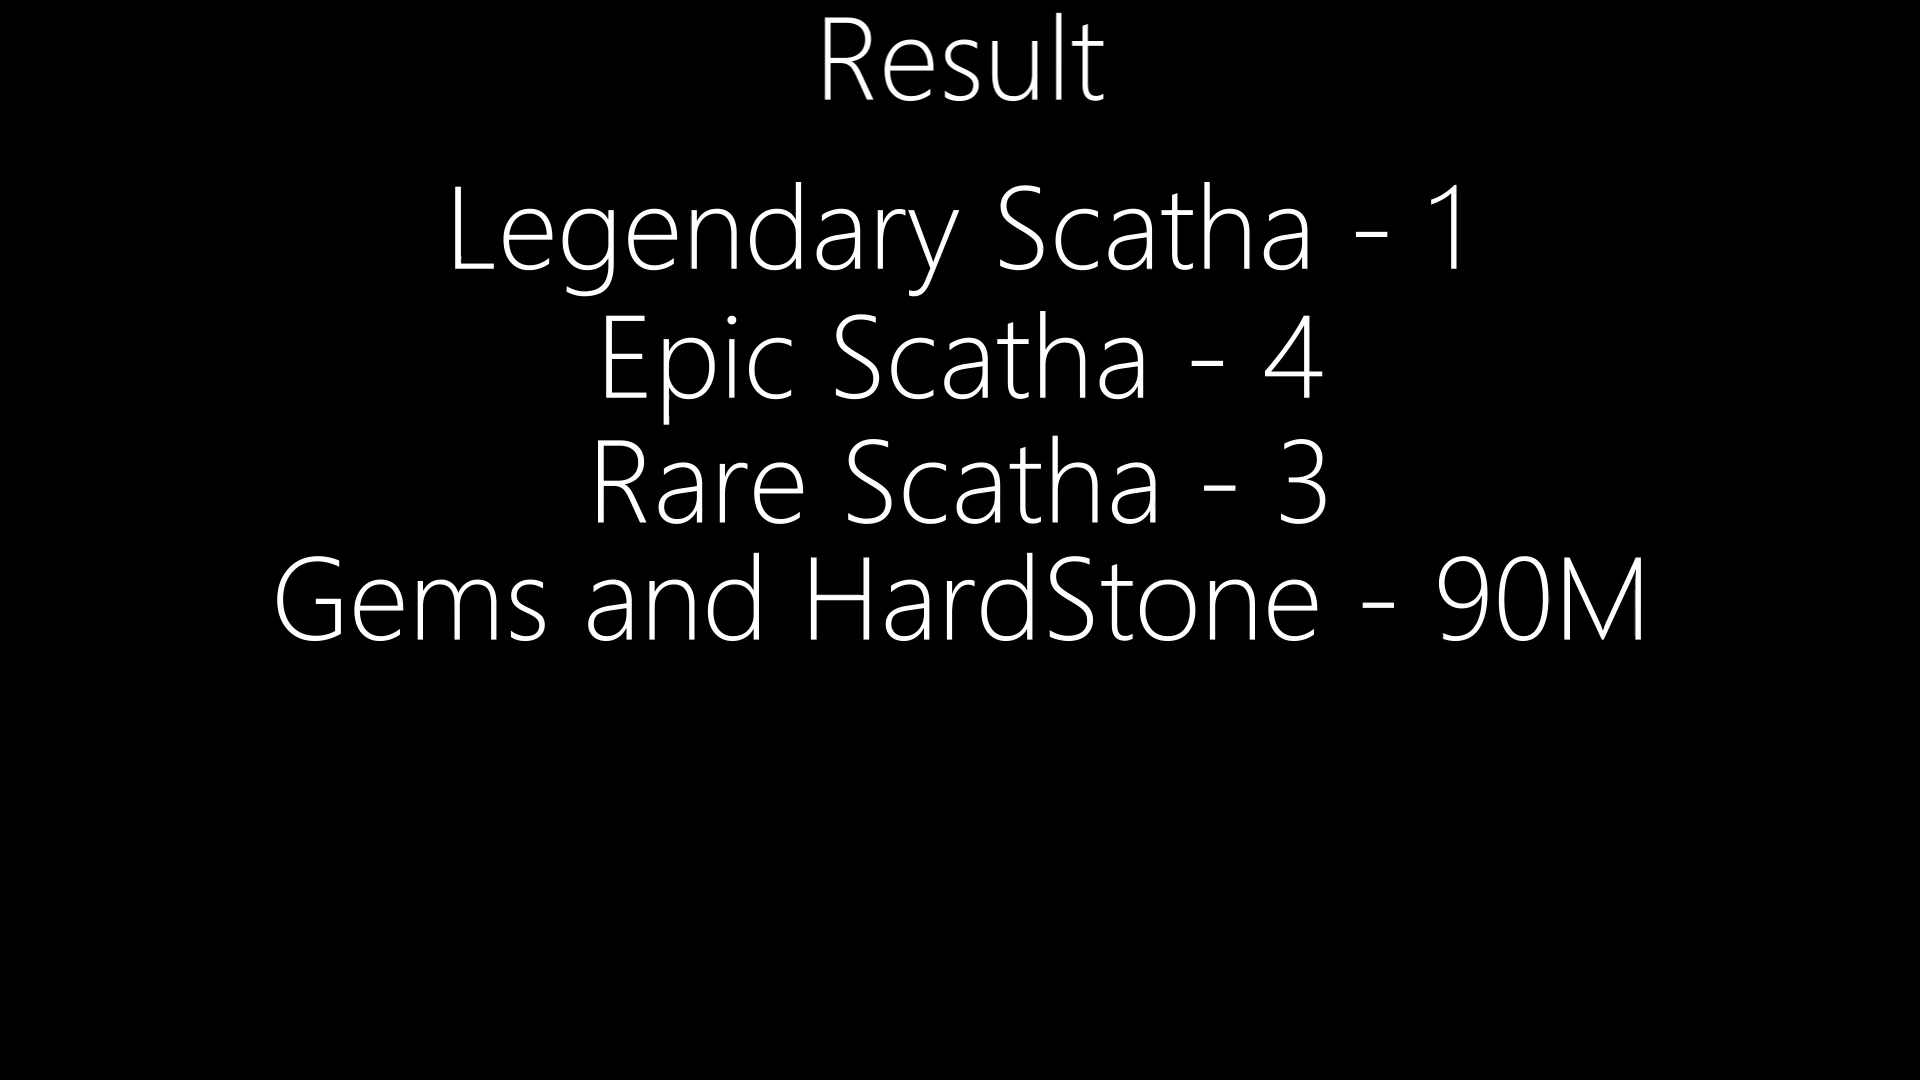 Result
Legendary Scatha - 1
Epic Scatha - 4
Rare Scatha - 3
Gems and HardStone - 90M